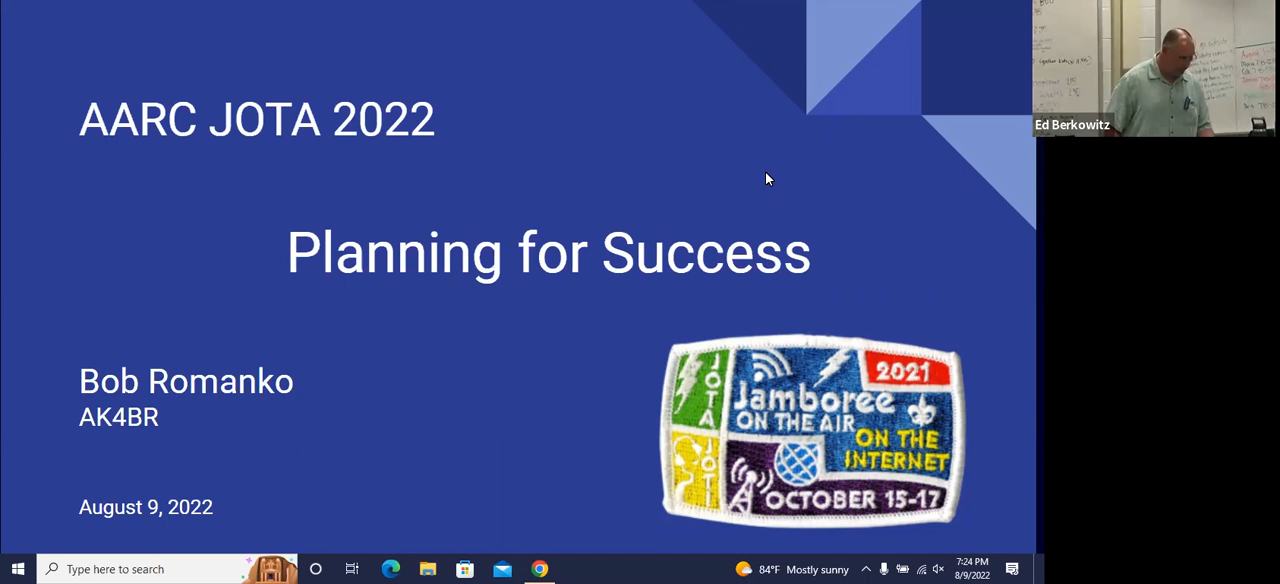 AARC JOTA 2022
Planning for Success
Bob Romanko
AK4BR
August 9, 2022
JOTA
JOTI
2021
Jamboree
ON THE AIR
ON THE
INTERNET
OCTOBER 15-17
Ed Berkowitz
Type here to search
84°F Mostly sunny
7:24 PM
8/9/2022